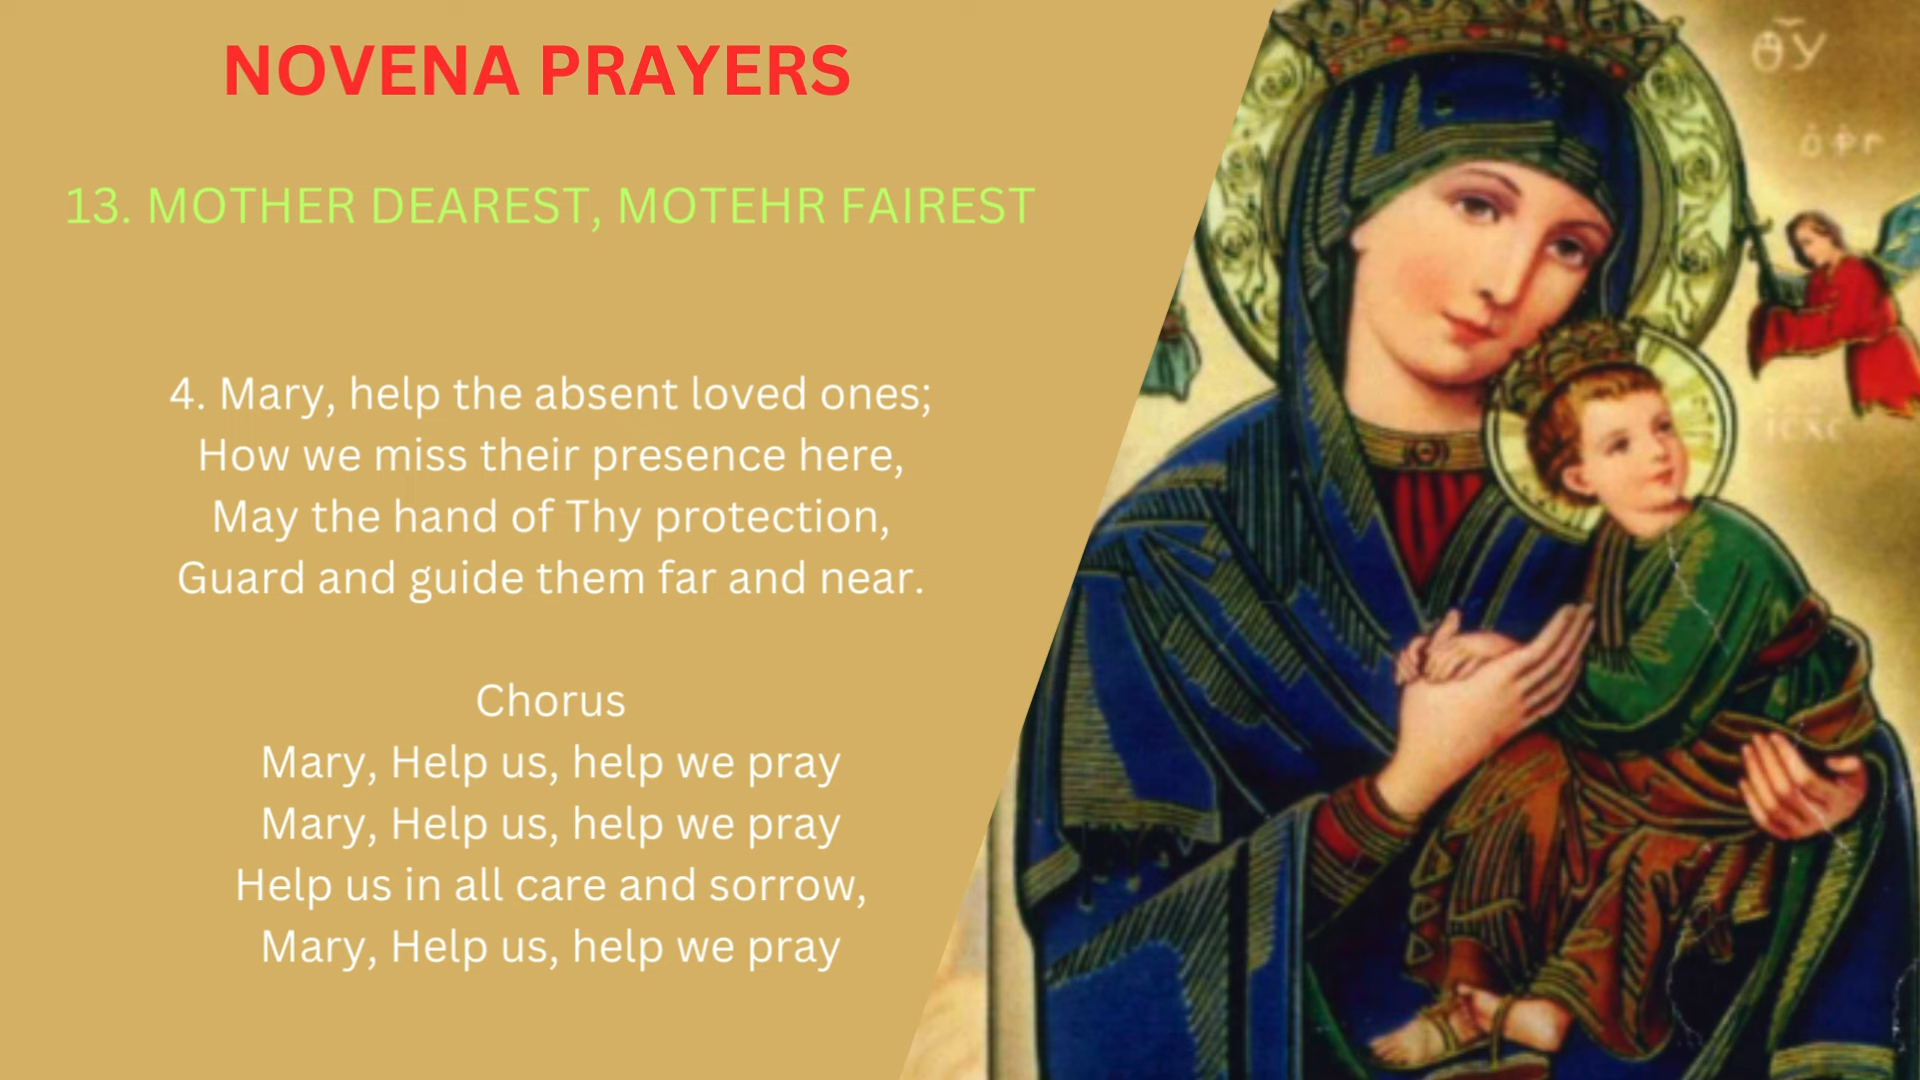 NOVENA PRAYERS
13. MOTHER DEAREST, MOTEHR FAIREST
4. Mary, help the absent loved ones;
How we miss their presence here,
May the hand of Thy protection,
Guard and guide them far and near.
Chorus
Mary, Help us, help we pray
Mary, Help us, help we pray
Help us in all care and sorrow,
Mary, Help us, help we pray